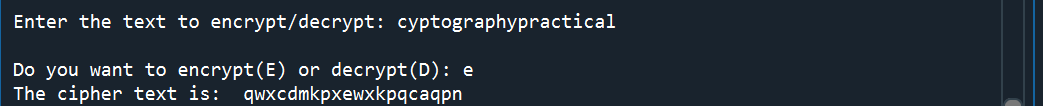 Enter the text to encrypt/decrypt: cyptographypractical
Do you want to encrypt(E) or decrypt(D): e
The cipher text is:  qwxcdmkpxewxkpqcaqpn